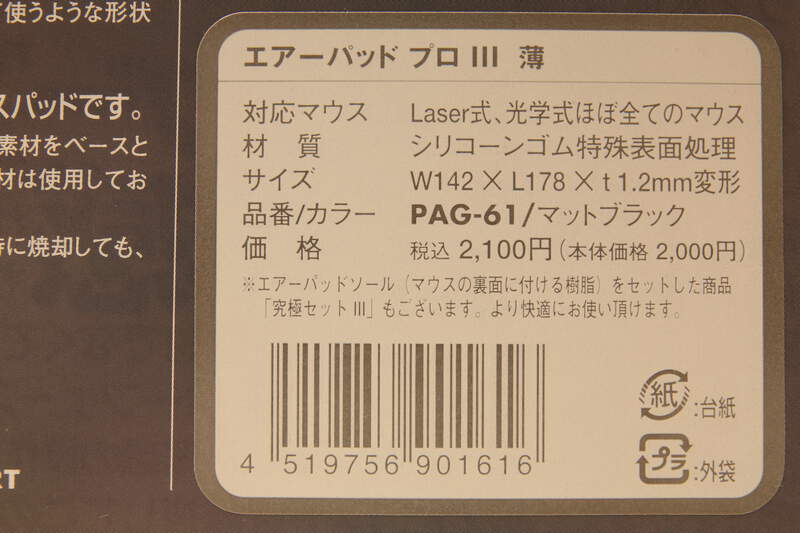 使うような形状
スパッドです。
素材をベースと
材は使用してお
時に焼却しても、
RT
エアーパッド プロ III 薄
対応マウス Laser式、光学式ほぼ全てのマウス
材 質 シリコーンゴム特殊表面処理
サイズ W142 × L178 × t 1.2mm変形
品番/カラー PAG-61/マットブラック
価 格 税込 2,100円(本体価格 2,000円)
※エアーパッドソール(マウスの裏面に付ける樹脂)をセットした商品
「究極セット III」もございます。より快適にお使い頂けます。
4 519756 901616
紙:台紙
プラ:外袋